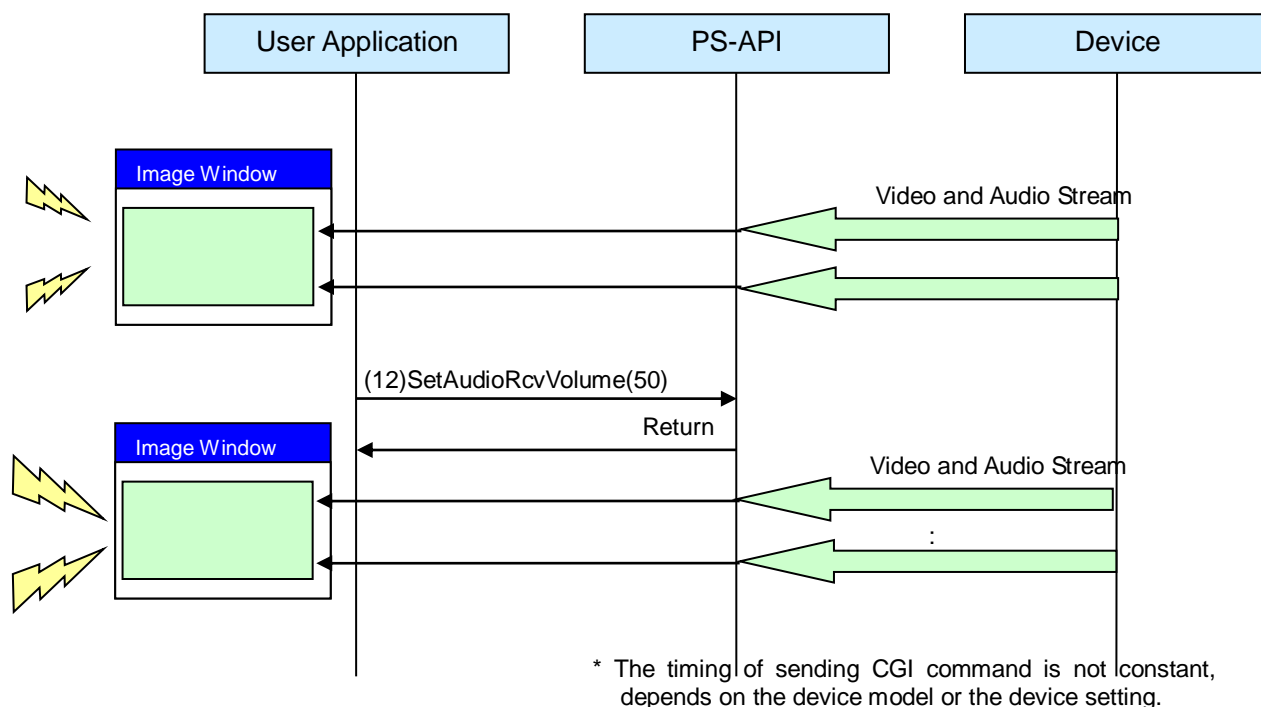 User Application
PS-API
Device
Image Window
Video and Audio Stream
(12)SetAudioRcvVolume(50)
Return
Image Window
Video and Audio Stream
:
* The timing of sending CGI command is not constant,
depends on the device model or the device setting.